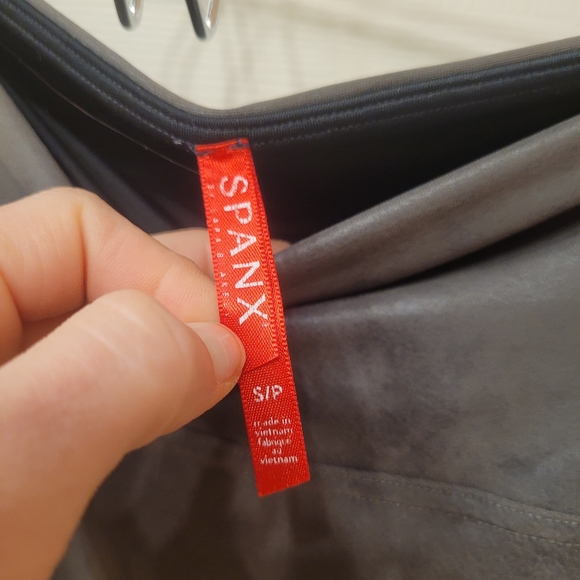 SPANX
S/P
made in
vietnam
fabriqué
au
vietnam